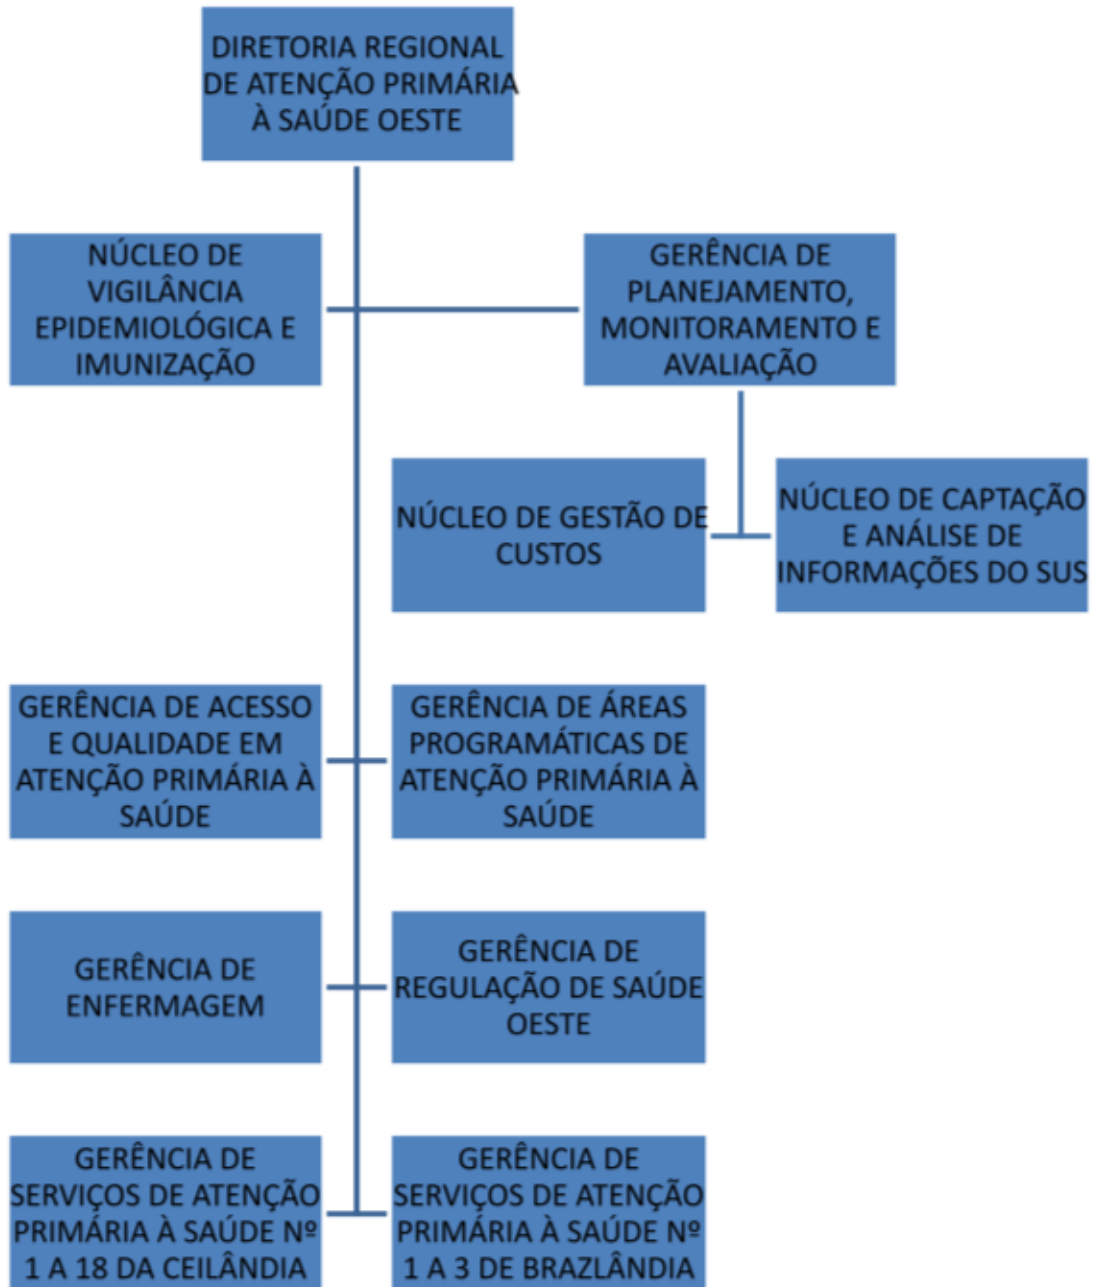 DIRETORIA REGIONAL
DE ATENÇÃO PRIMÁRIA
À SAÚDE OESTE
NÚCLEO DE
VIGILÂNCIA
EPIDEMIOLÓGICA E
IMUNIZAÇÃO
GERÊNCIA DE
PLANEJAMENTO,
MONITORAMENTO E
AVALIAÇÃO
NÚCLEO DE GESTÃO DE
CUSTOS
NÚCLEO DE CAPTAÇÃO
E ANÁLISE DE
INFORMAÇÕES DO SUS
GERÊNCIA DE ACESSO
E QUALIDADE EM
ATENÇÃO PRIMÁRIA À
SAÚDE
GERÊNCIA DE ÁREAS
PROGRAMÁTICAS DE
ATENÇÃO PRIMÁRIA À
SAÚDE
GERÊNCIA DE
ENFERMAGEM
GERÊNCIA DE
REGULAÇÃO DE SAÚDE
OESTE
GERÊNCIA DE
SERVIÇOS DE ATENÇÃO
PRIMÁRIA À SAÚDE Nº
1 A 18 DA CEILÂNDIA
GERÊNCIA DE
SERVIÇOS DE ATENÇÃO
PRIMÁRIA À SAÚDE Nº
1 A 3 DE BRAZLÂNDIA